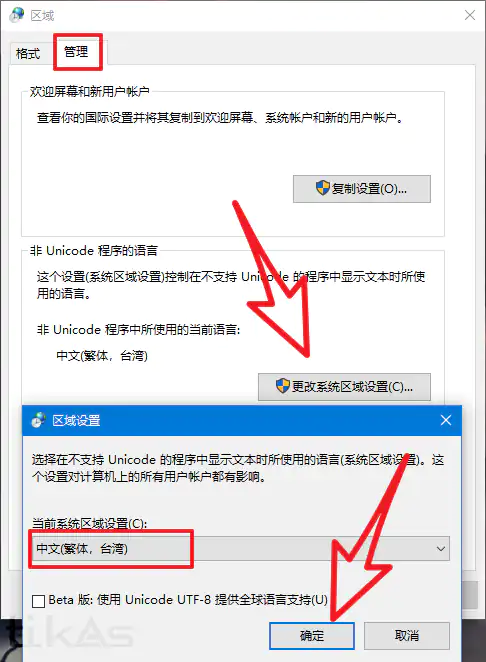 区域
格式
管理
欢迎屏幕和新用户帐户
查看你的国际设置并将其复制到欢迎屏幕、系统帐户和新的用户帐户。
复制设置(O)...
非 Unicode 程序的语言
这个设置(系统区域设置)控制在不支持 Unicode 的程序中显示文本时所使
用的语言。
非 Unicode 程序中所使用的当前语言:
中文(繁体，台湾)
更改系统区域设置(C)...
区域设置
选择在不支持 Unicode 的程序中显示文本时所使用的语言(系统区域设置)。这
个设置对计算机上的所有用户帐户都有影响。
当前系统区域设置(C):
中文(繁体，台湾)
Beta 版: 使用 Unicode UTF-8 提供全球语言支持(U)
tikAs
确定
取消